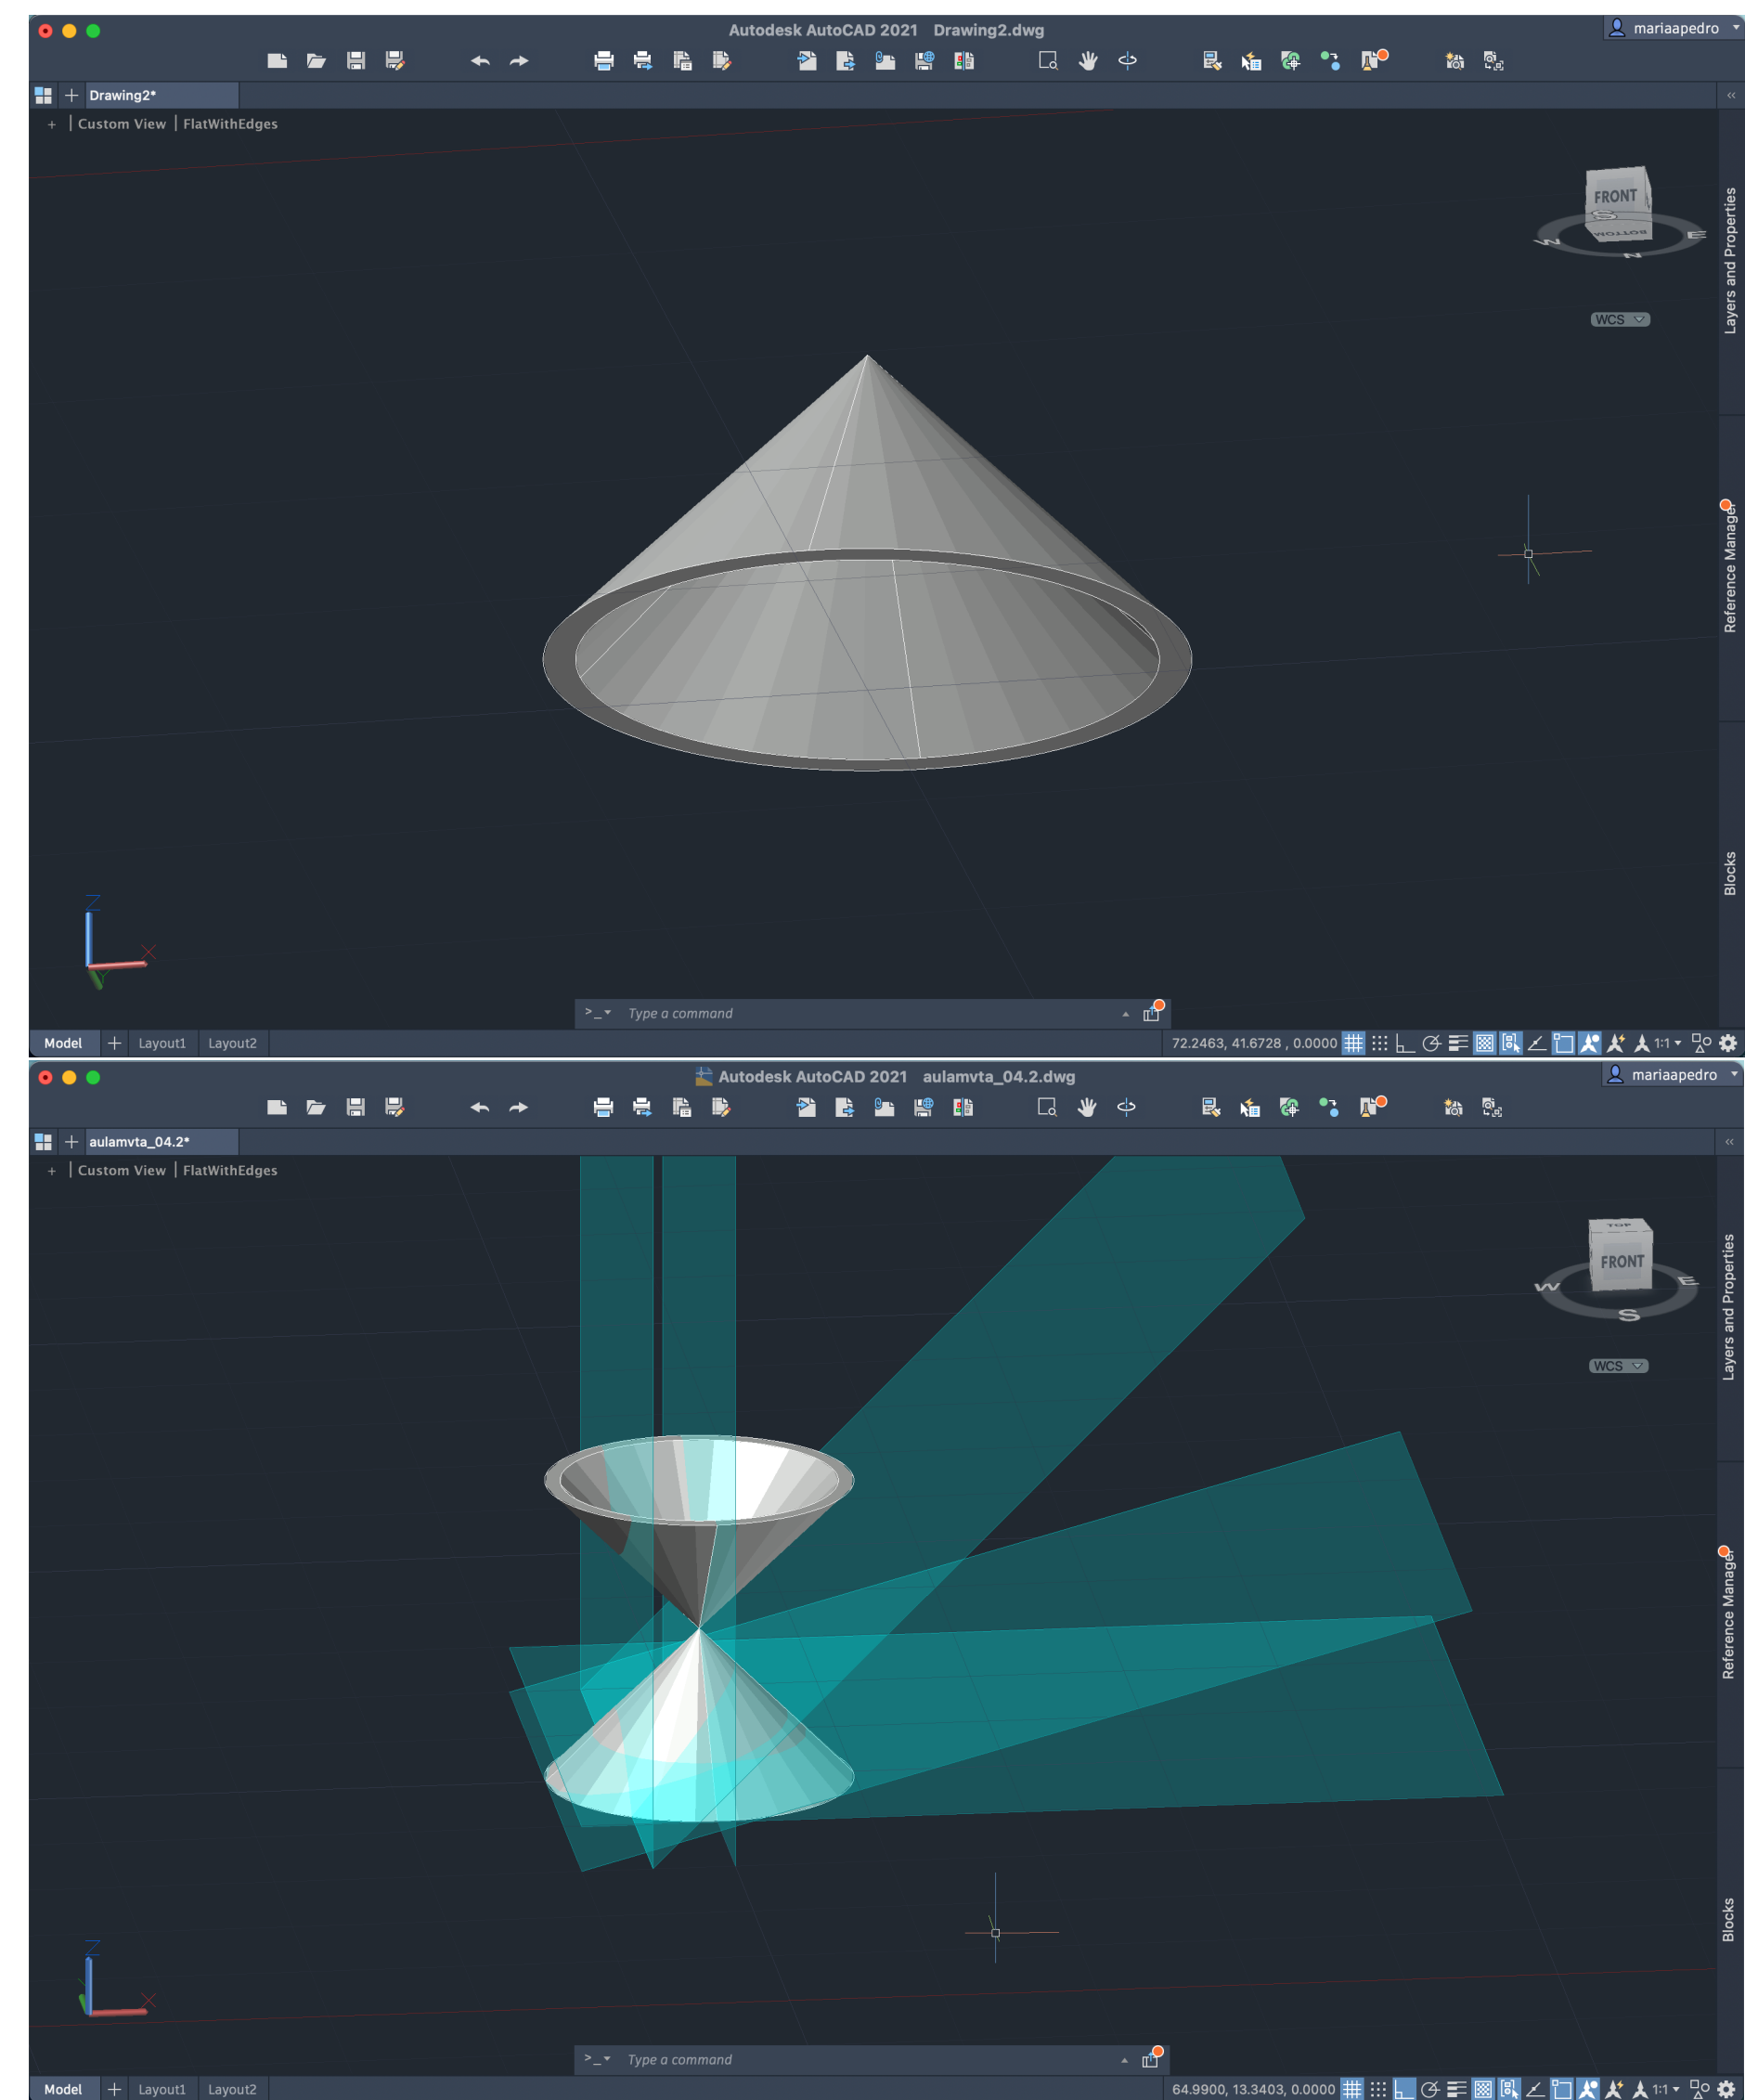 Autodesk AutoCAD 2021 Drawing2.dwg
mariaapedro
Drawing2*
+ | Custom View | FlatWithEdges
FRONT
BOTTOM
S
W
E
N
WCS
Layers and Properties
Reference Manager
Blocks
Z
X
Y
>_ Type a command
Model + Layout1 Layout2
72.2463, 41.6728 , 0.0000
1:1
Autodesk AutoCAD 2021 aulamvta_04.2.dwg
mariaapedro
aulamvta_04.2*
+ | Custom View | FlatWithEdges
TOP
FRONT
W
E
S
WCS
Layers and Properties
Reference Manager
Blocks
Z
X
>_ Type a command
Model + Layout1 Layout2
64.9900, 13.3403, 0.0000
1:1